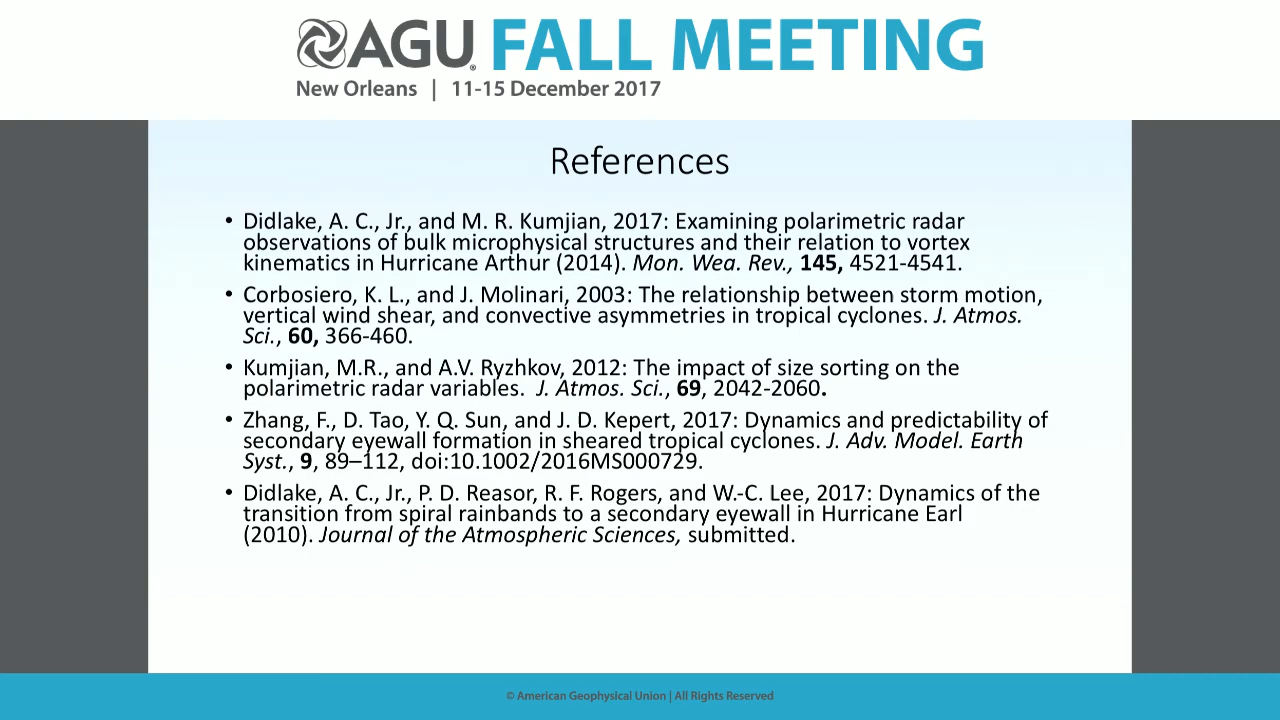 AGU FALL MEETING
New Orleans | 11-15 December 2017
References
• Didlake, A. C., Jr., and M. R. Kumjian, 2017: Examining polarimetric radar
observations of bulk microphysical structures and their relation to vortex
kinematics in Hurricane Arthur (2014). Mon. Wea. Rev., 145, 4521-4541.
• Corbosiero, K. L., and J. Molinari, 2003: The relationship between storm motion,
vertical wind shear, and convective asymmetries in tropical cyclones. J. Atmos.
Sci., 60, 366-460.
• Kumjian, M.R., and A.V. Ryzhkov, 2012: The impact of size sorting on the
polarimetric radar variables. J. Atmos. Sci., 69, 2042-2060.
• Zhang, F., D. Tao, Y. Q. Sun, and J. D. Kepert, 2017: Dynamics and predictability of
secondary eyewall formation in sheared tropical cyclones. J. Adv. Model. Earth
Syst., 9, 89–112, doi:10.1002/2016MS000729.
• Didlake, A. C., Jr., P. D. Reasor, R. F. Rogers, and W.-C. Lee, 2017: Dynamics of the
transition from spiral rainbands to a secondary eyewall in Hurricane Earl
(2010). Journal of the Atmospheric Sciences, submitted.
© American Geophysical Union | All Rights Reserved